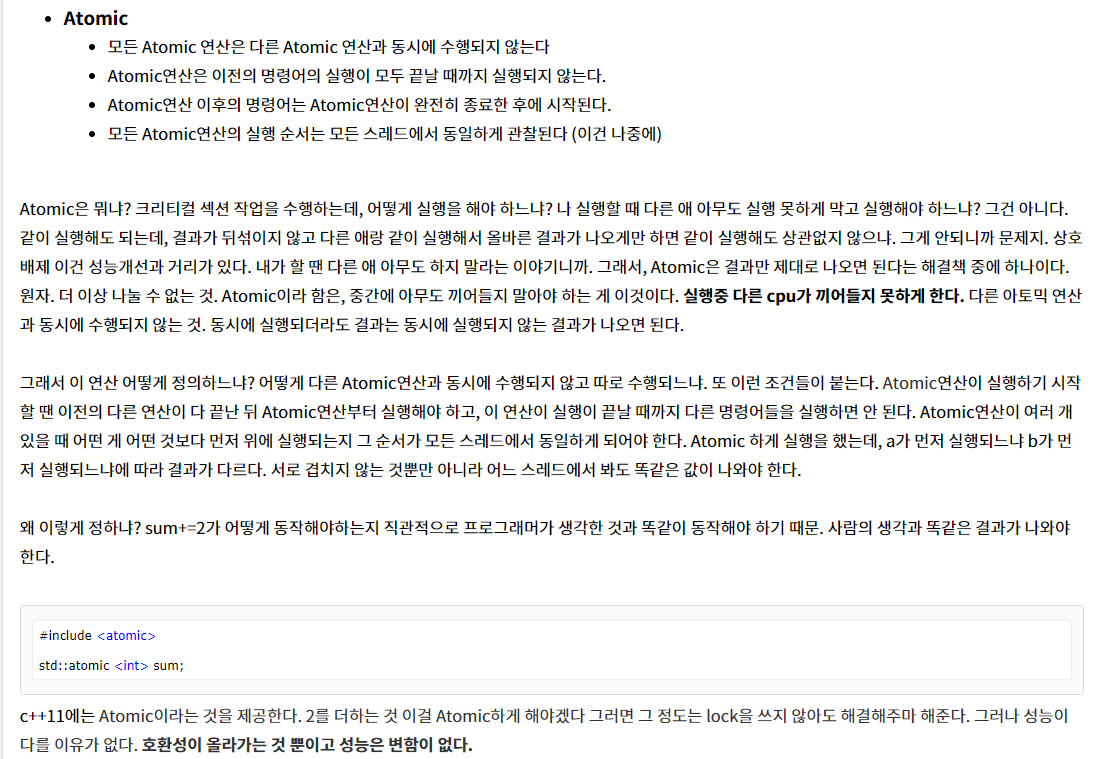 Atomic
모든 Atomic 연산은 다른 Atomic 연산과 동시에 수행되지 않는다
Atomic연산은 이전의 명령어의 실행이 모두 끝날 때까지 실행되지 않는다.
Atomic연산 이후의 명령어는 Atomic연산이 완전히 종료한 후에 시작된다.
모든 Atomic연산의 실행 순서는 모든 스레드에서 동일하게 관찰된다 (이건 나중에)
Atomic은 뭐냐? 크리티컬 섹션 작업을 수행하는데, 어떻게 실행을 해야 하느냐? 나 실행할 때 다른 애 아무도 실행 못하게 막고 실행해야 하느냐? 그건 아니다.
같이 실행해도 되는데, 결과가 뒤섞이지 않고 다른 애랑 같이 실행해서 올바른 결과가 나오게만 하면 같이 실행해도 상관없지 않으냐. 그게 안되니까 문제지. 상호
배제 이건 성능개선과 거리가 있다. 내가 할 땐 다른 애 아무도 하지 말라는 이야기니까. 그래서, Atomic은 결과만 제대로 나오면 된다는 해결책 중에 하나이다.
원자. 더 이상 나눌 수 없는 것. Atomic이라 함은, 중간에 아무도 끼어들지 말아야 하는 게 이것이다. 실행중 다른 cpu가 끼어들지 못하게 한다. 다른 아토믹 연산
과 동시에 수행되지 않는 것. 동시에 실행되더라도 결과는 동시에 실행되지 않는 결과가 나오면 된다.
그래서 이 연산 어떻게 정의하느냐? 어떻게 다른 Atomic연산과 동시에 수행되지 않고 따로 수행되느냐. 또 이런 조건들이 붙는다. Atomic연산이 실행하기 시작
할 땐 이전의 다른 연산이 다 끝난 뒤 Atomic연산부터 실행해야 하고, 이 연산이 실행이 끝날 때까지 다른 명령어들을 실행하면 안 된다. Atomic연산이 여러 개
있을 때 어떤 게 어떤 것보다 먼저 위에 실행되는지 그 순서가 모든 스레드에서 동일하게 되어야 한다. Atomic 하게 실행을 했는데, a가 먼저 실행되느냐 b가 먼
저 실행되느냐에 따라 결과가 다르다. 서로 겹치지 않는 것뿐만 아니라 어느 스레드에서 봐도 똑같은 값이 나와야 한다.
왜 이렇게 정하냐? sum+=2가 어떻게 동작해야하는지 직관적으로 프로그래머가 생각한 것과 똑같이 동작해야 하기 때문. 사람의 생각과 똑같은 결과가 나와야
한다.
#include <atomic>
std::atomic <int> sum;
c++11에는 Atomic이라는 것을 제공한다. 2를 더하는 것 이걸 Atomic하게 해야겠다 그러면 그 정도는 lock을 쓰지 않아도 해결해주마 해준다. 그러나 성능이
다를 이유가 없다. 호환성이 올라가는 것 뿐이고 성능은 변함이 없다.